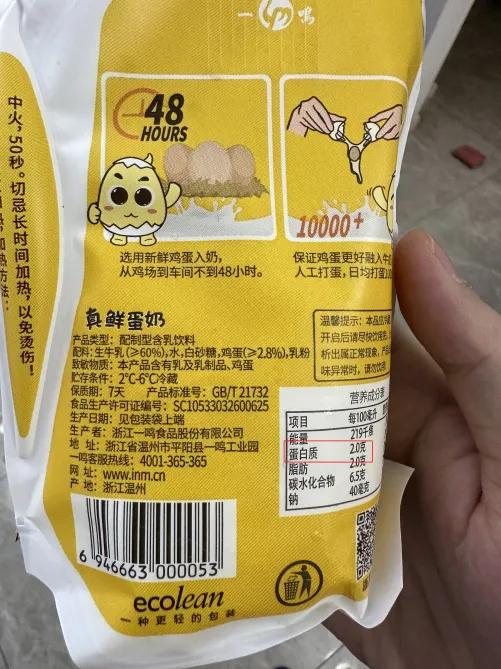 一 鸣
中火，50秒。切忌长时间加热，以免烫伤！
48
HOURS
10000+
选用新鲜鸡蛋入奶，
从鸡场到车间不到48小时。
保证鸡蛋更好融入牛
人工打蛋，日均打蛋10
真鲜蛋奶
产品类型：配制型含乳饮料
配料：生牛乳(≥60%)，水，白砂糖，鸡蛋(≥2.8%)，乳粉
致敏物质：本产品含有乳及乳制品、鸡蛋
贮存条件：2℃-6℃冷藏
保质期：7天 产品标准号：GB/T 21732
食品生产许可证编号：SC10533032600625
生产日期：见包装袋上端
生产者：浙江一鸣食品股份有限公司
地 址：浙江省温州市平阳县一鸣工业园
一鸣客服热线：4001-365-365
网 址：www.inm.cn
产 地：浙江温州
温馨提示：本品应冷
开启后请尽快饮用
析出属正常现象，产品
味异常时，请勿饮用
营养成分表
项目 每100毫升
能量 219千焦
蛋白质 2.0克
脂肪 2.0克
碳水化合物 6.5克
钠 40毫克
6 946663 000053
ecolean
一种更轻的包装